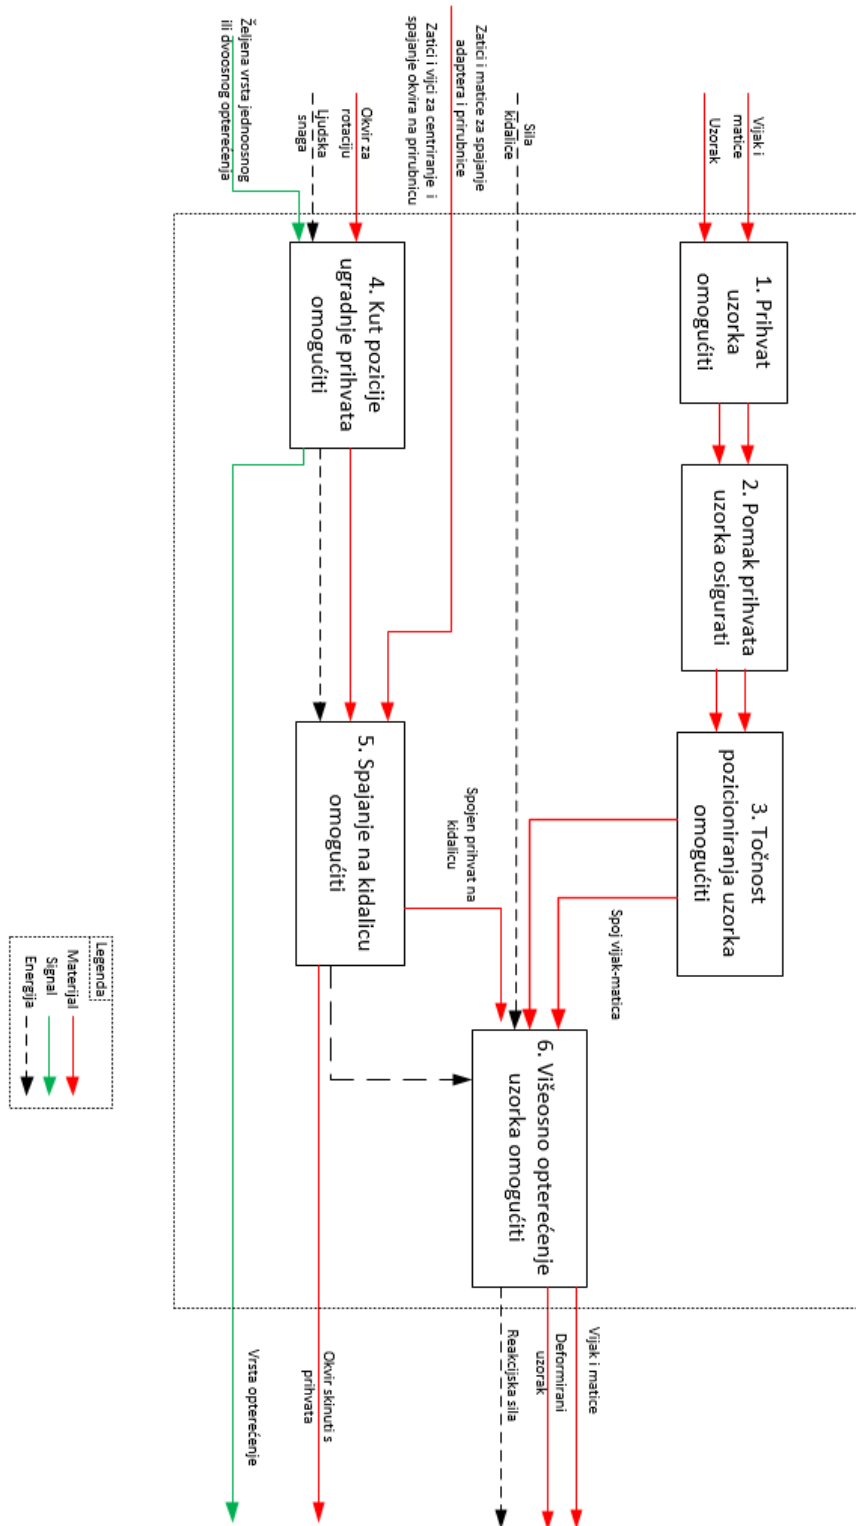 Vijak i
matice
Uzorak
1. Prihvat
uzorka
omogućiti
2. Pomak prihvata
uzorka osigurati
3. Točnost
pozicioniranja uzorka
omogućiti
Spoj vijak-matica
Sila
kidalice
Zatici i matice za spajanje
adaptera i prirubnice
Zatici i vijci za centriranje i
spajanje okvira na prirubnicu
Okvir za
rotaciju
Ljudska
snaga
Željena vrsta jednoosnog
ili dvoosnog opterećenja
4. Kut pozicije
ugradnje prihvata
omogućiti
5. Spajanje na kidalicu
omogućiti
Spojen prihvat na
kidalicu
6. Višeosno opterećenje
uzorka omogućiti
Vijak i matice
Deformirani
uzorak
Reakcijska sila
Okvir skinuti s
prihvata
Vrsta opterećenje
Legenda
Materijal
Signal
Energija